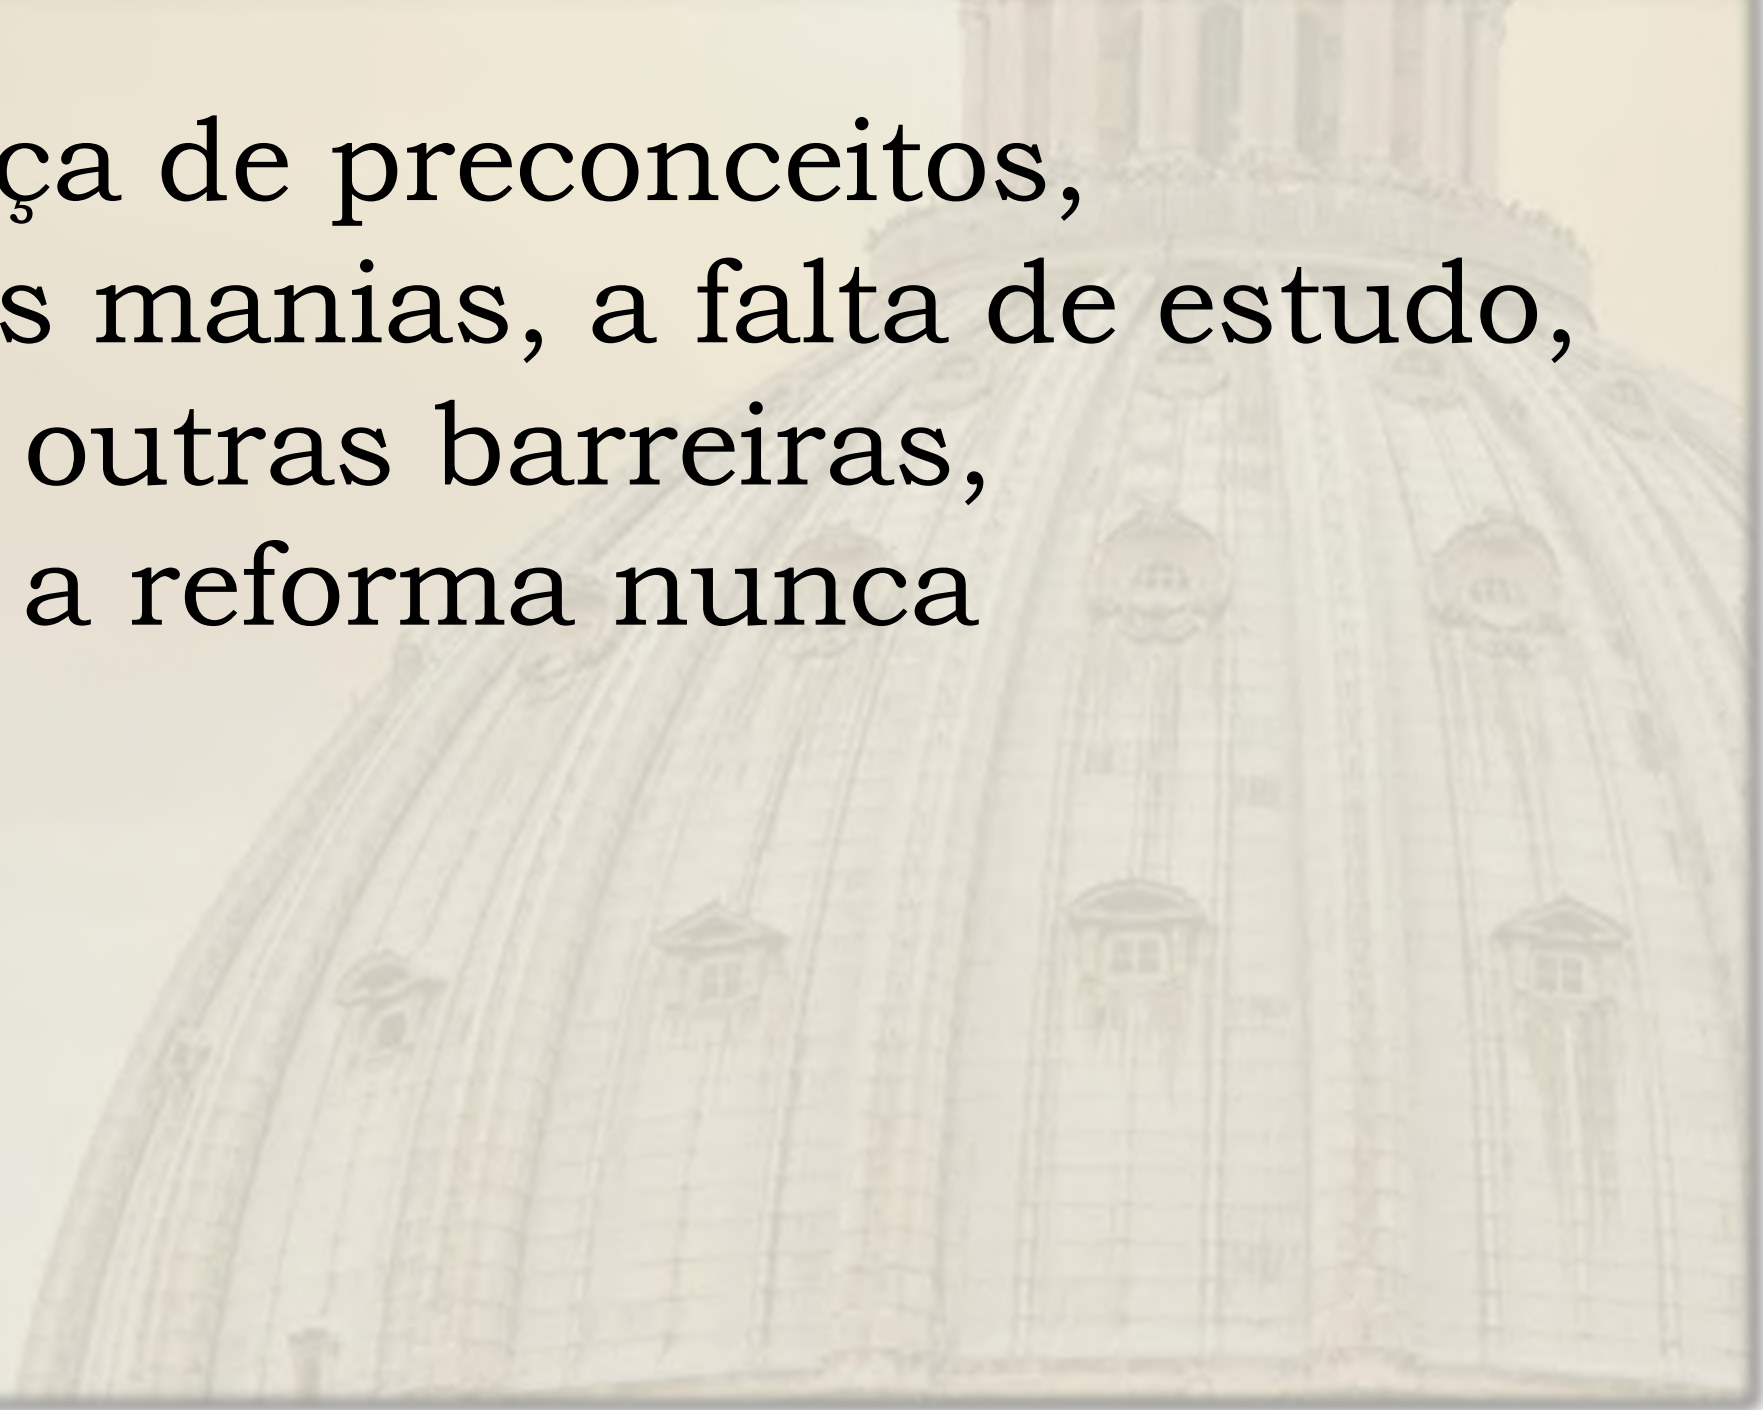 ça de preconceitos,
s manias, a falta de estudo,
outras barreiras,
a reforma nunca